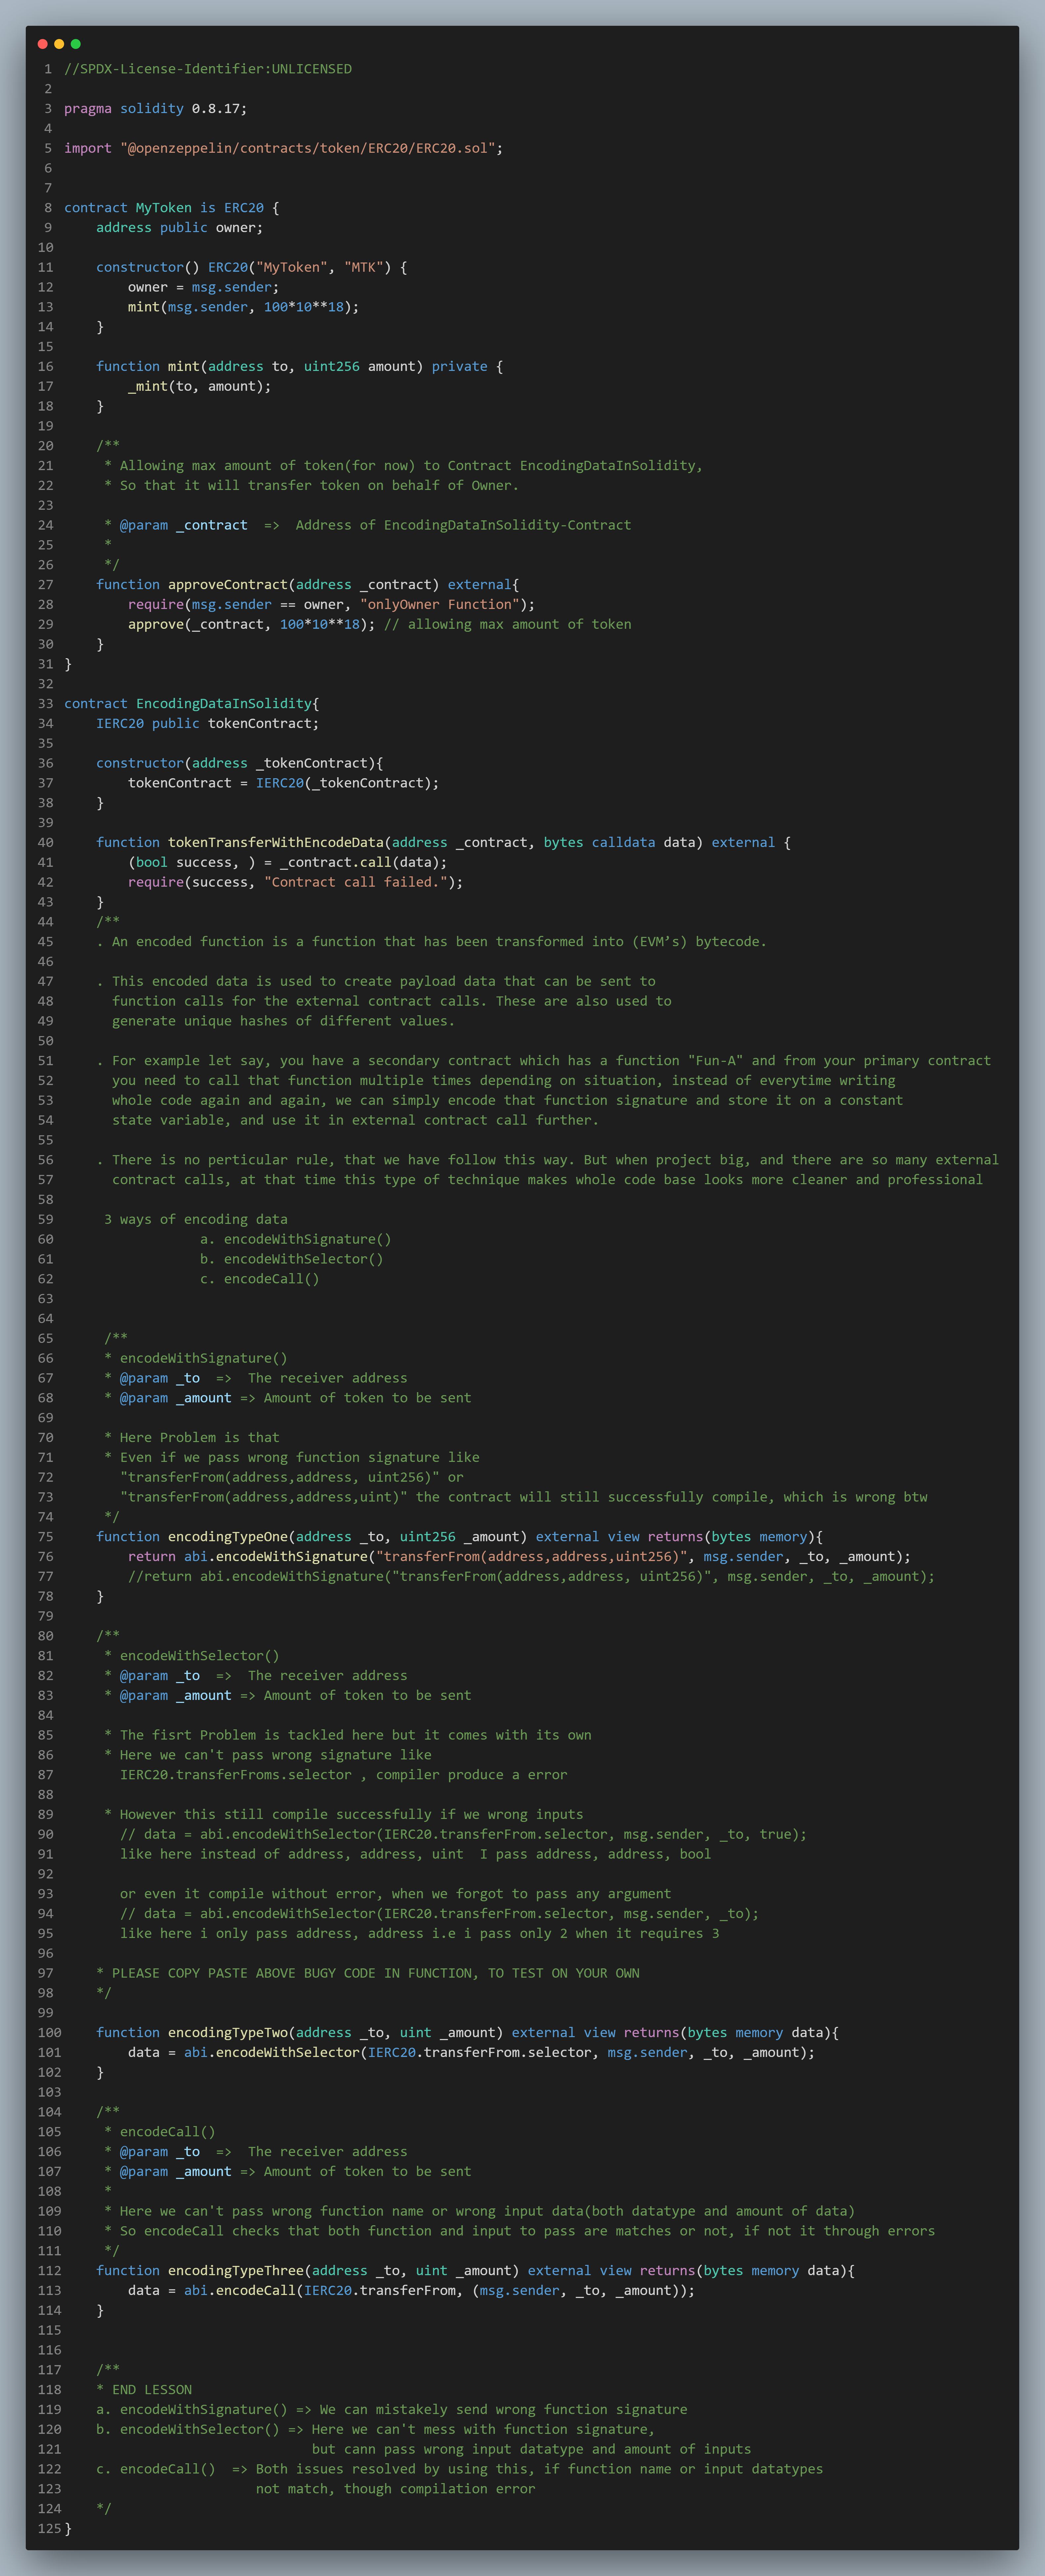 1 //SPDX-License-Identifier:UNLICENSED
2
3 pragma solidity 0.8.17;
4
5 import "@openzeppelin/contracts/token/ERC20/ERC20.sol";
6
7
8 contract MyToken is ERC20 {
9     address public owner;
10
11     constructor() ERC20("MyToken", "MTK") {
12         owner = msg.sender;
13         mint(msg.sender, 100*10**18);
14     }
15
16     function mint(address to, uint256 amount) private {
17         _mint(to, amount);
18     }
19
20     /**
21      * Allowing max amount of token(for now) to Contract EncodingDataInSolidity,
22      * So that it will transfer token on behalf of Owner.
23
24      * @param _contract  =>  Address of EncodingDataInSolidity-Contract
25      *
26      */
27     function approveContract(address _contract) external{
28         require(msg.sender == owner, "onlyOwner Function");
29         approve(_contract, 100*10**18); // allowing max amount of token
30     }
31 }
32
33 contract EncodingDataInSolidity{
34     IERC20 public tokenContract;
35
36     constructor(address _tokenContract){
37         tokenContract = IERC20(_tokenContract);
38     }
39
40     function tokenTransferWithEncodeData(address _contract, bytes calldata data) external {
41         (bool success, ) = _contract.call(data);
42         require(success, "Contract call failed.");
43     }
44     /**
45     . An encoded function is a function that has been transformed into (EVM’s) bytecode.
46
47     . This encoded data is used to create payload data that can be sent to
48       function calls for the external contract calls. These are also used to
49       generate unique hashes of different values.
50
51     . For example let say, you have a secondary contract which has a function "Fun-A" and from your primary contract
52       you need to call that function multiple times depending on situation, instead of everytime writing
53       whole code again and again, we can simply encode that function signature and store it on a constant
54       state variable, and use it in external contract call further.
55
56     . There is no perticular rule, that we have follow this way. But when project big, and there are so many external
57       contract calls, at that time this type of technique makes whole code base looks more cleaner and professional
58
59      3 ways of encoding data
60                  a. encodeWithSignature()
61                  b. encodeWithSelector()
62                  c. encodeCall()
63
64
65      /**
66      * encodeWithSignature()
67      * @param _to  =>  The receiver address
68      * @param _amount => Amount of token to be sent
69
70      * Here Problem is that
71      * Even if we pass wrong function signature like
72        "transferFrom(address,address, uint256)" or
73        "transferFrom(address,address,uint)" the contract will still successfully compile, which is wrong btw
74      */
75     function encodingTypeOne(address _to, uint256 _amount) external view returns(bytes memory){
76         return abi.encodeWithSignature("transferFrom(address,address,uint256)", msg.sender, _to, _amount);
77         //return abi.encodeWithSignature("transferFrom(address,address, uint256)", msg.sender, _to, _amount);
78     }
79
80     /**
81      * encodeWithSelector()
82      * @param _to  =>  The receiver address
83      * @param _amount => Amount of token to be sent
84
85      * The fisrt Problem is tackled here but it comes with its own
86      * Here we can't pass wrong signature like
87        IERC20.transferFroms.selector , compiler produce a error
88
89      * However this still compile successfully if we wrong inputs
90        // data = abi.encodeWithSelector(IERC20.transferFrom.selector, msg.sender, _to, true);
91        like here instead of address, address, uint  I pass address, address, bool
92
93        or even it compile without error, when we forgot to pass any argument
94        // data = abi.encodeWithSelector(IERC20.transferFrom.selector, msg.sender, _to);
95        like here i only pass address, address i.e i pass only 2 when it requires 3
96
97     * PLEASE COPY PASTE ABOVE BUGY CODE IN FUNCTION, TO TEST ON YOUR OWN
98     */
99
100     function encodingTypeTwo(address _to, uint _amount) external view returns(bytes memory data){
101         data = abi.encodeWithSelector(IERC20.transferFrom.selector, msg.sender, _to, _amount);
102     }
103
104     /**
105      * encodeCall()
106      * @param _to  =>  The receiver address
107      * @param _amount => Amount of token to be sent
108      *
109      * Here we can't pass wrong function name or wrong input data(both datatype and amount of data)
110      * So encodeCall checks that both function and input to pass are matches or not, if not it through errors
111      */
112     function encodingTypeThree(address _to, uint _amount) external view returns(bytes memory data){
113         data = abi.encodeCall(IERC20.transferFrom, (msg.sender, _to, _amount));
114     }
115
116
117     /**
118     * END LESSON
119     a. encodeWithSignature() => We can mistakely send wrong function signature
120     b. encodeWithSelector() => Here we can't mess with function signature,
121                                but cann pass wrong input datatype and amount of inputs
122     c. encodeCall()  => Both issues resolved by using this, if function name or input datatypes
123                         not match, though compilation error
124     */
125 }